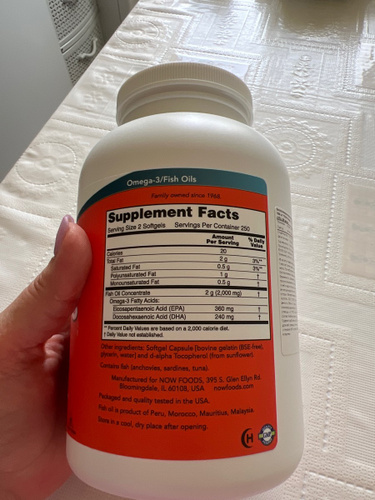 Omega-3/Fish Oils
Family owned since 1968.
Supplement Facts
Serving Size 2 Softgels Servings Per Container 250
Amount Per Serving % Daily Value
Calories 20
Total Fat 2 g 3%**
Saturated Fat 0.5 g 3%**
Polyunsaturated Fat 1 g †
Monounsaturated Fat 0.5 g †
Fish Oil Concentrate 2 g (2,000 mg) †
Omega-3 Fatty Acids:
Eicosapentaenoic Acid (EPA) 360 mg †
Docosahexaenoic Acid (DHA) 240 mg †
** Percent Daily Values are based on a 2,000 calorie diet.
† Daily Value not established.
Other ingredients: Softgel Capsule [bovine gelatin (BSE-free),
glycerin, water] and d-alpha Tocopherol (from sunflower).
Contains fish (anchovies, sardines, tuna).
Manufactured for NOW FOODS, 395 S. Glen Ellyn Rd.
Bloomingdale, IL 60108, USA nowfoods.com
Packaged and quality tested in the USA.
Fish oil is product of Peru, Morocco, Mauritius, Malaysia.
Store in a cool, dry place after opening.